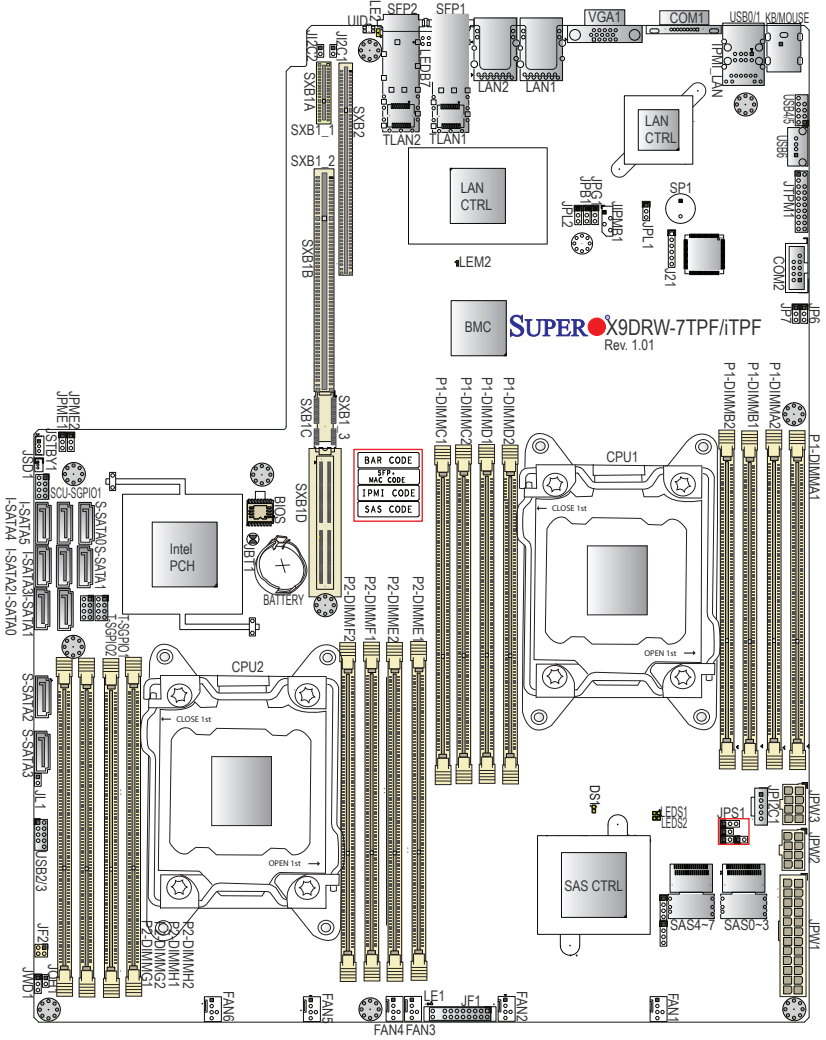 SFP2
SFP1
VGA1
COM1
USB0/1
KB/MOUSE
LE2
UID
LEDB7
JI2C2
JI2C1
IPMI_LAN
SXB1A
SXB2
LAN2
LAN1
SXB1_1
TLAN2
TLAN1
USB4/5
LAN
CTRL
USB6
SXB1_2
LAN
CTRL
SP1
JTPM1
JPG1
JPB1
JPL2
JIPMB1
JPL1
J21
LEM2
SXB1B
COM2
BMC
SUPER X9DRW-7TPF/iTPF
Rev. 1.01
JP7
JP6
P1-DIMMC1
P1-DIMMC2
P1-DIMMD1
P1-DIMMD2
P1-DIMMB2
P1-DIMMB1
P1-DIMMA2
P1-DIMMA1
JPME2
JPME1
JSTBY1
JSD1
SXB1C
SXB1_3
BAR CODE
SFP+
MAC CODE
IPMI CODE
SAS CODE
CPU1
SCU-SGPIO1
BIOS
SXB1D
CLOSE 1st
I-SATA5
I-SATA4
S-SATA0
S-SATA1
Intel
PCH
JBT1
I-SATA3
I-SATA2
I-SATA1
I-SATA0
BATTERY
T-SGPIO1
T-SGPIO2
P2-DIMMF2
P2-DIMMF1
P2-DIMME2
P2-DIMME1
OPEN 1st
CPU2
S-SATA2
CLOSE 1st
S-SATA3
JL1
DS1
LEDS1
LEDS2
JPS1
JPI2C1
JPW3
USB2/3
JPW2
OPEN 1st
SAS CTRL
SAS4~7
SAS0~3
JPW1
JF2
P2-DIMMG1
P2-DIMMG2
P2-DIMMH1
P2-DIMMH2
JWD1
JOH1
FAN6
FAN5
LE1
JF1
FAN2
FAN1
FAN4
FAN3